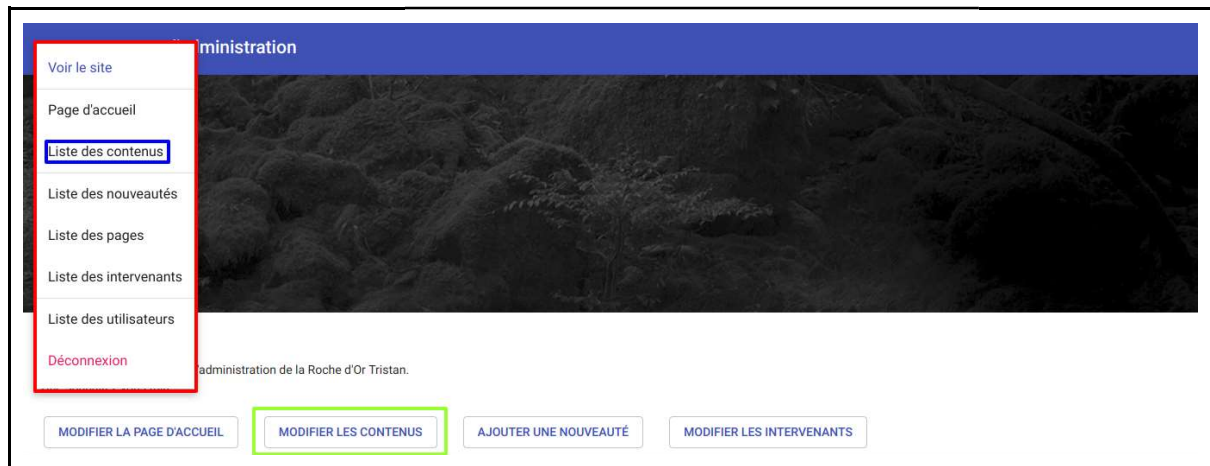 ministration
Voir le site
Page d'accueil
Liste des contenus
Liste des nouveautés
Liste des pages
Liste des intervenants
Liste des utilisateurs
Déconnexion
'administration de la Roche d'Or Tristan.
MODIFIER LA PAGE D'ACCUEIL
MODIFIER LES CONTENUS
AJOUTER UNE NOUVEAUTÉ
MODIFIER LES INTERVENANTS